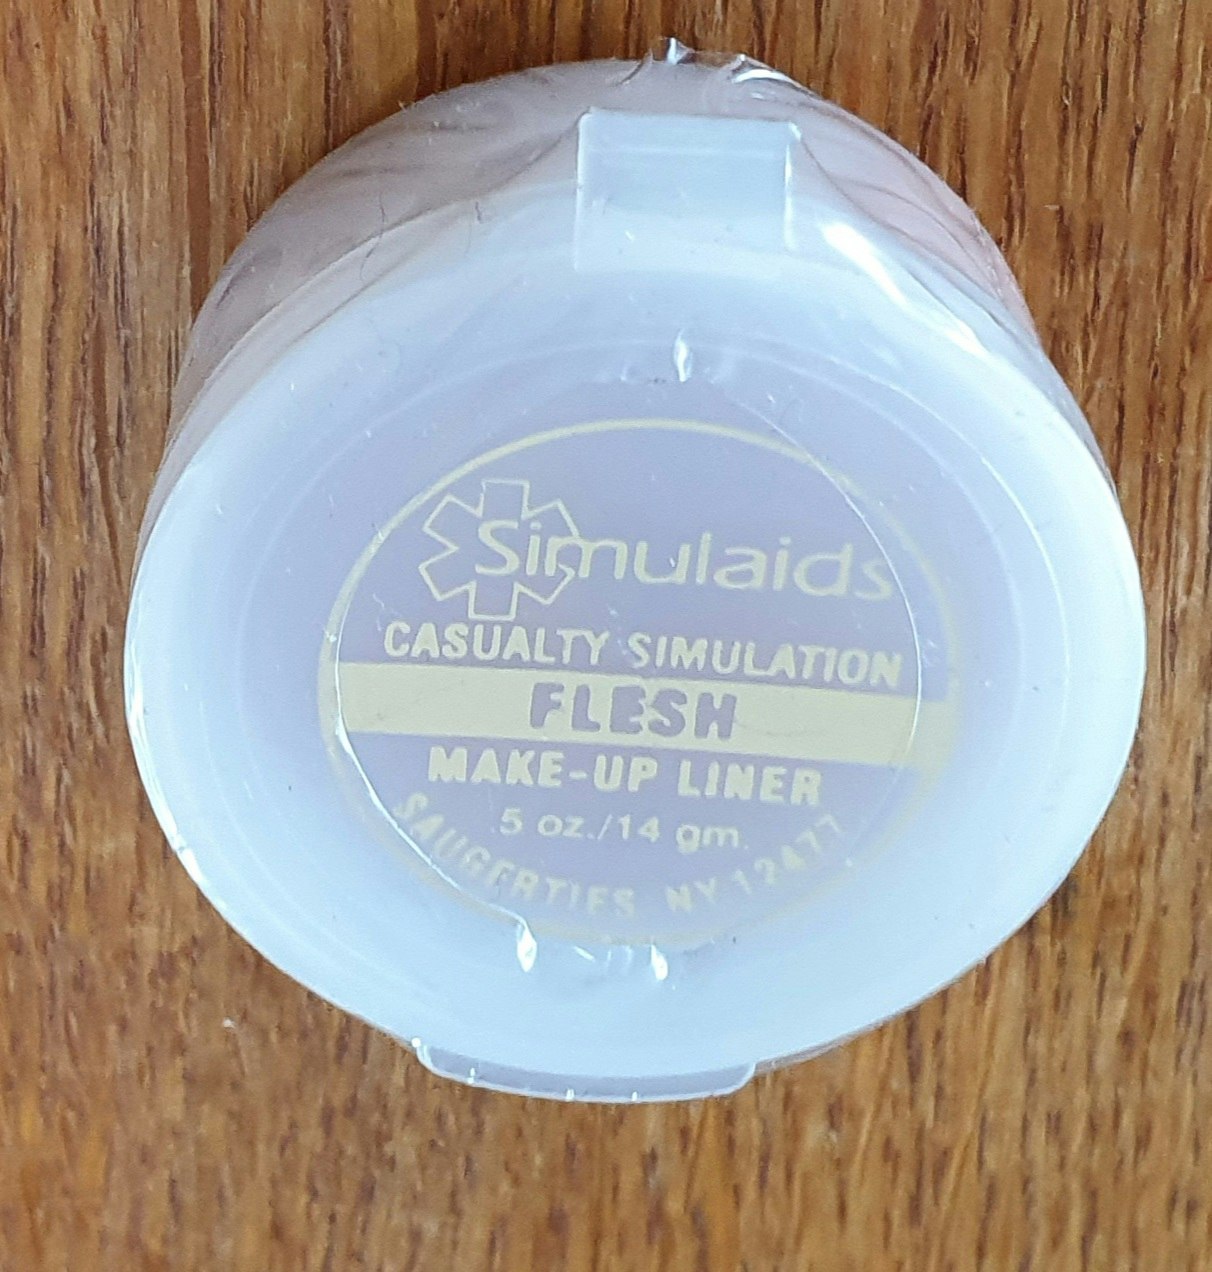 Simulaids
CASUALTY SIMULATION
FLESH
MAKE-UP LINER
.5 oz./14 gm.
SAUGERTIES, NY 12477